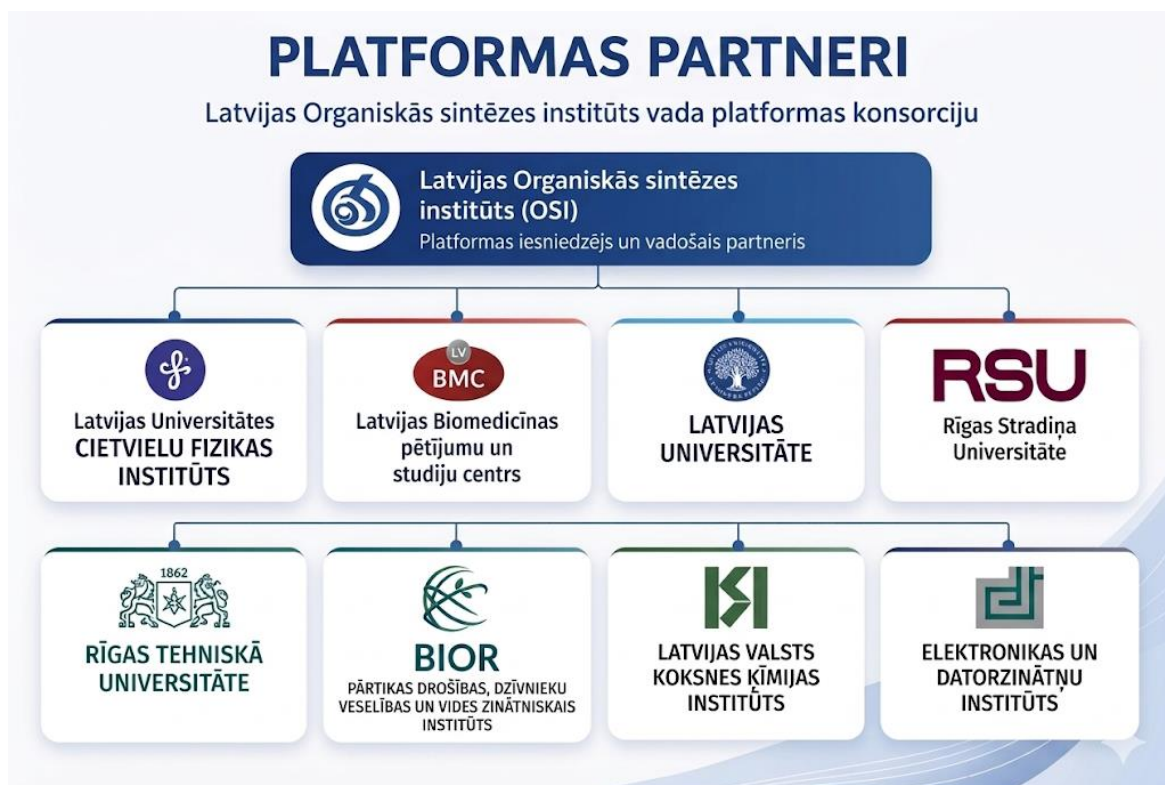 PLATFORMAS PARTNERI
Latvijas Organiskās sintēzes institūts vada platformas konsorciju
Latvijas Organiskās sintēzes
institūts (OSI)
Platformas iesniedzējs un vadošais partneris
Latvijas Universitātes
CIETVIELU FIZIKAS
INSTITŪTS
LV
BMC
Latvijas Biomedicīnas
pētījumu un
studiju centrs
LATVIJAS
UNIVERSITĀTE
RSU
Rīgas Stradiņa
Universitāte
1862
RĪGAS TEHNISKĀ
UNIVERSITĀTE
BIOR
PĀRTIKAS DROŠĪBAS, DZĪVNIEKU
VESELĪBAS UN VIDES ZINĀTNISKAIS
INSTITŪTS
LATVIJAS VALSTS
KOKSNES ĶĪMIJAS
INSTITŪTS
ELEKTRONIKAS UN
DATORZINĀTŅU
INSTITŪTS